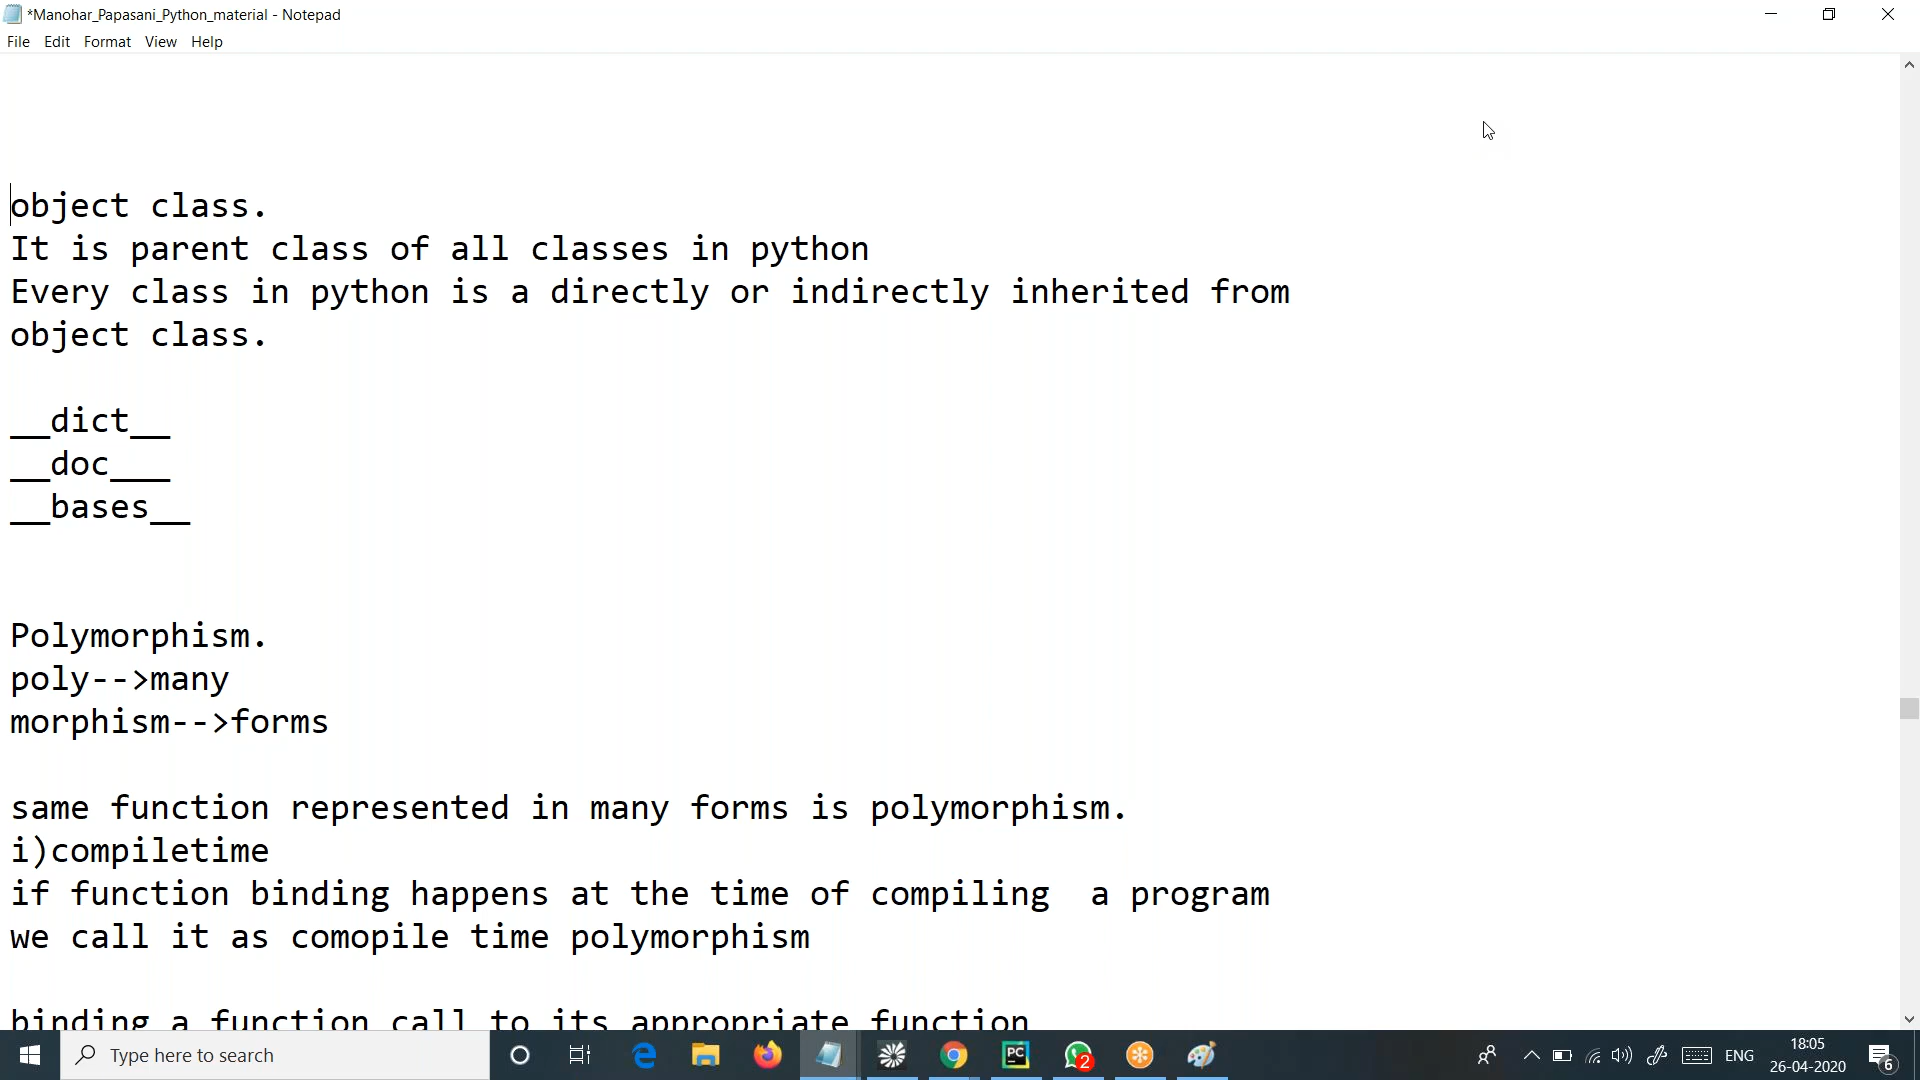 *Manohar_Papasani_Python_material - Notepad
File Edit Format View Help
object class.
It is parent class of all classes in python
Every class in python is a directly or indirectly inherited from
object class.
__dict__
__doc___
__bases__
Polymorphism.
poly-->many
morphism-->forms
same function represented in many forms is polymorphism.
i)compiletime
if function binding happens at the time of compiling  a program
we call it as comopile time polymorphism
binding a function call to its appropriate function
Type here to search
PC
2
ENG
18:05
26-04-2020
6